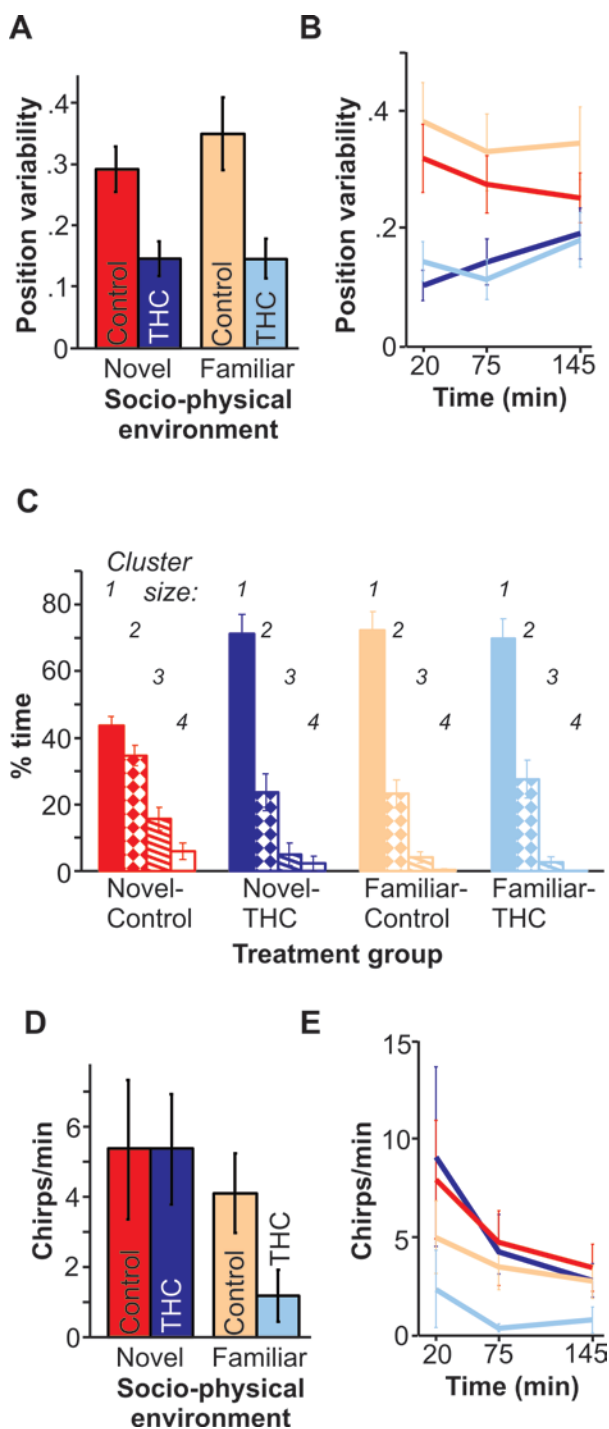 A
Position variability
.4
.3
.2
.1
0
Control
THC
Control
THC
Novel Familiar
Socio-physical
environment
B
Position variability
.4
.2
0
20 75 145
Time (min)
C
Cluster
size:
1 1 1 1
2 2 2 2
3 3 3 3
4 4 4 4
% time
80
60
40
20
0
Novel-
Control
Novel-
THC
Familiar-
Control
Familiar-
THC
Treatment group
D
Chirps/min
6
4
2
0
Control
THC
Control
THC
Novel Familiar
Socio-physical
environment
E
Chirps/min
15
10
5
0
20 75 145
Time (min)